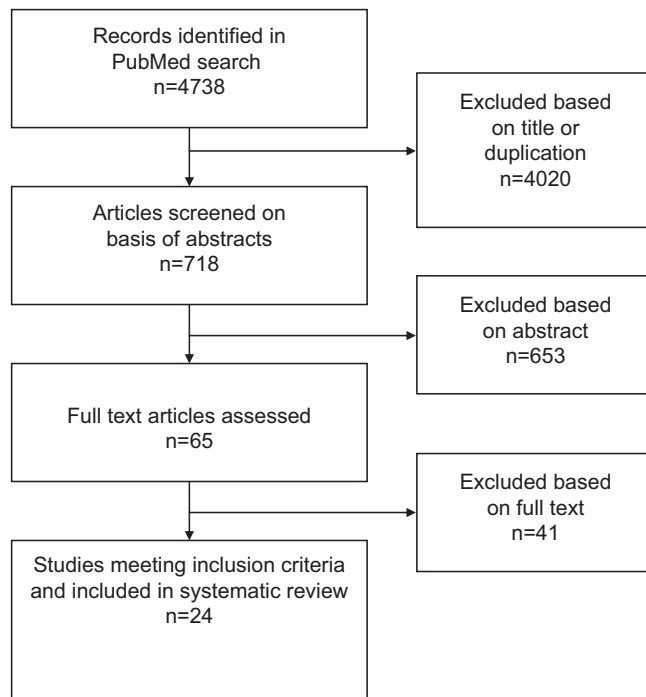 Records identified in
PubMed search
n=4738
Excluded based
on title or
duplication
n=4020
Articles screened on
basis of abstracts
n=718
Excluded based
on abstract
n=653
Full text articles assessed
n=65
Excluded based
on full text
n=41
Studies meeting inclusion criteria
and included in systematic review
n=24